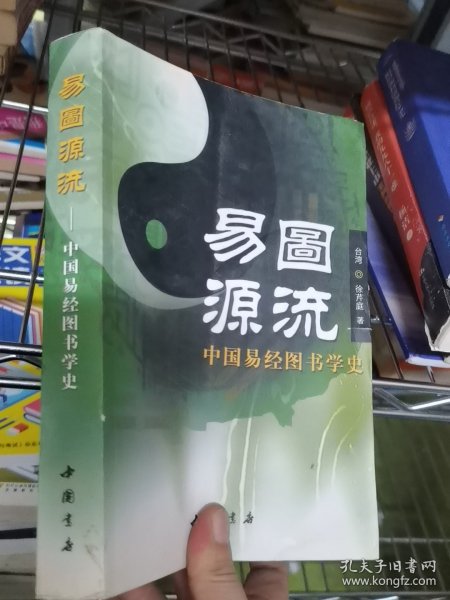 易圖源流
——中国易经图书学史
中国书店
易圖
源流
台湾◎徐芹庭 著
中国易经图书学史
孔夫子旧书网
www.kongfz.com